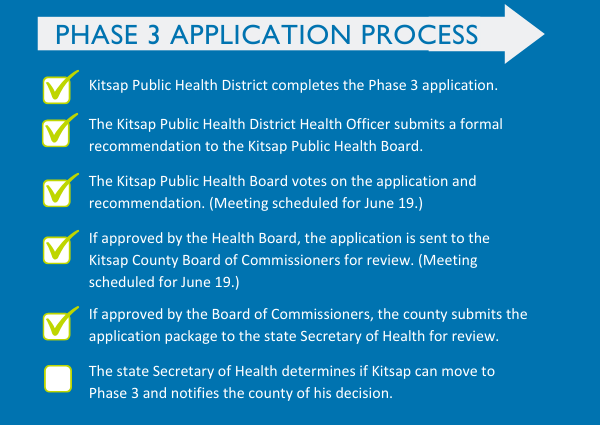 PHASE 3 APPLICATION PROCESS
Kitsap Public Health District completes the Phase 3 application.
The Kitsap Public Health District Health Officer submits a formal
recommendation to the Kitsap Public Health Board.
The Kitsap Public Health Board votes on the application and
recommendation. (Meeting scheduled for June 19.)
If approved by the Health Board, the application is sent to the
Kitsap County Board of Commissioners for review. (Meeting
scheduled for June 19.)
If approved by the Board of Commissioners, the county submits the
application package to the state Secretary of Health for review.
The state Secretary of Health determines if Kitsap can move to
Phase 3 and notifies the county of his decision.